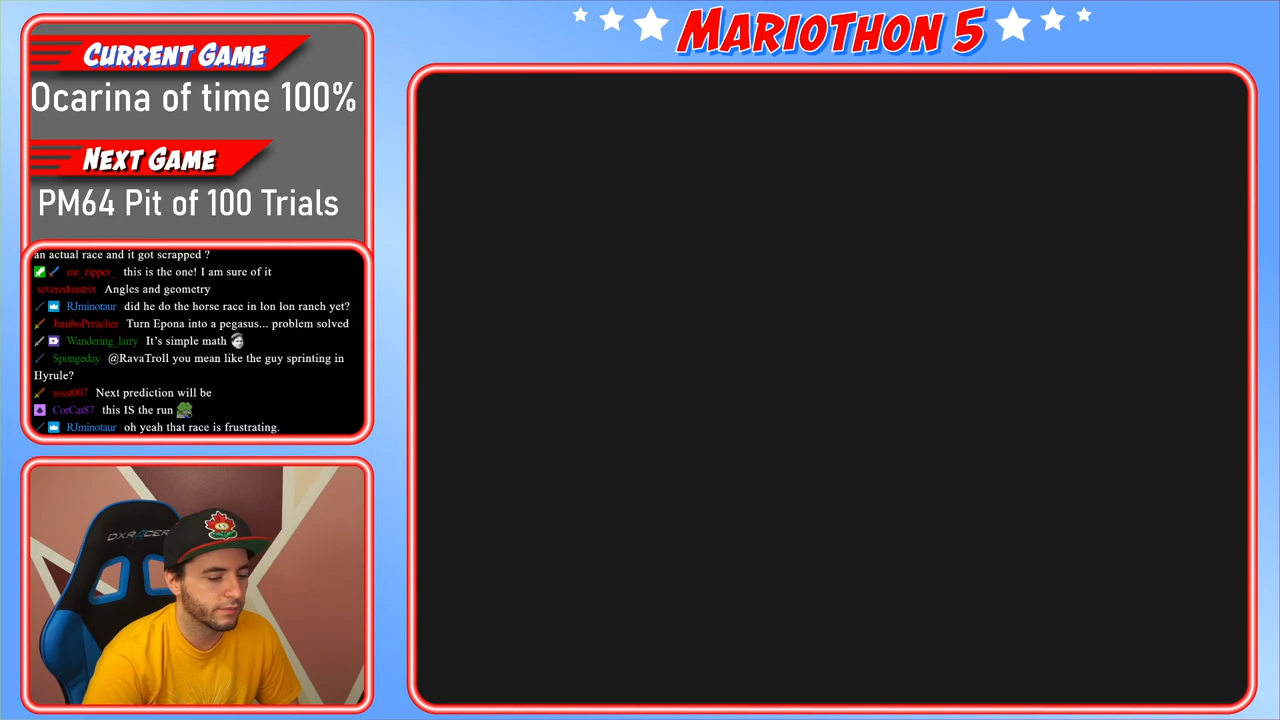 MARIOTHON 5
CURRENT GAME
Ocarina of time 100%
NEXT GAME
PM64 Pit of 100 Trials
an actual race and it got scrapped ?
mr_zipper_ this is the one! I am sure of it
severedmatrix Angles and geometry
RJminotaur did he do the horse race in lon lon ranch yet?
JumboPreacher Turn Epona into a pegasus... problem solved
Wandering_larry It's simple math
Spongeday @RavaTroll you mean like the guy sprinting in
Hyrule?
sssst007 Next prediction will be
CorCat87 this IS the run
RJminotaur oh yeah that race is frustrating.
DXRACER